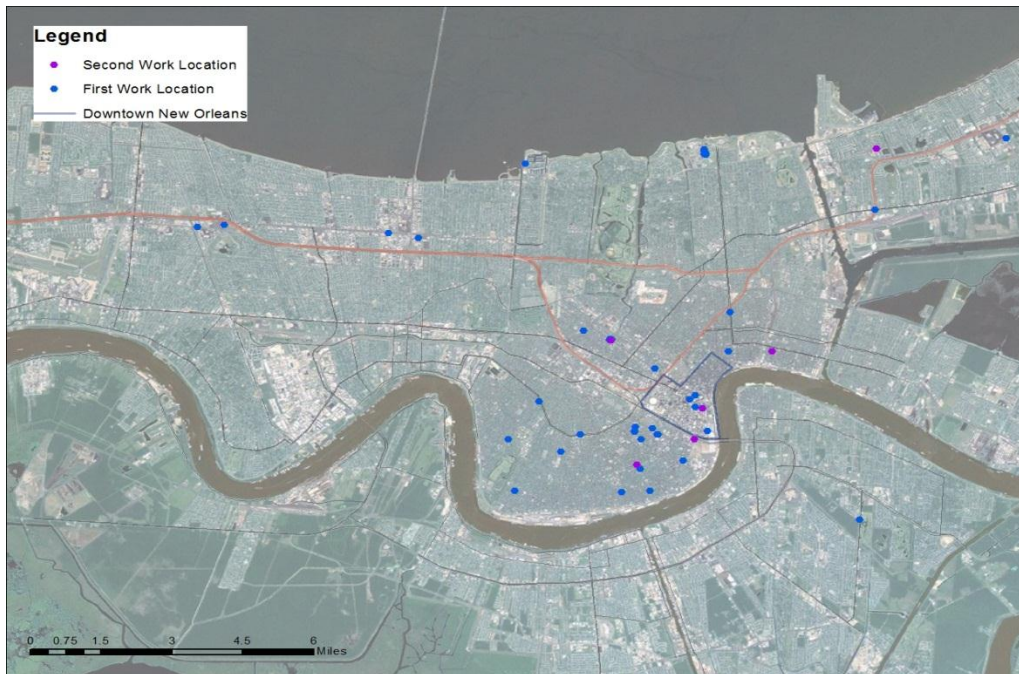 Legend
Second Work Location
First Work Location
Downtown New Orleans
0 0.75 1.5 3 4.5 6
Miles